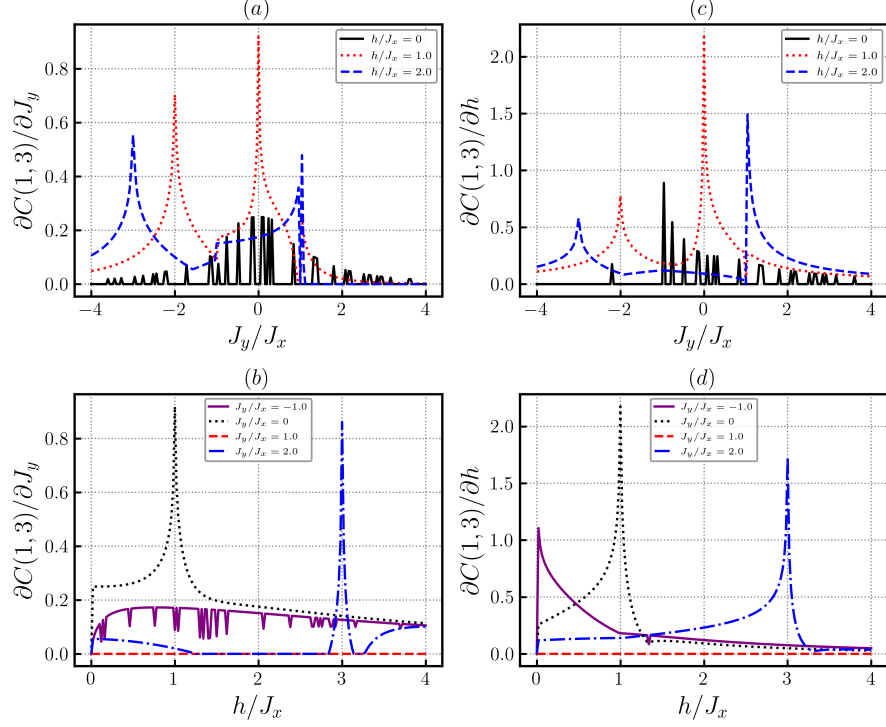 (a)
∂C(1, 3)/∂J_y
0.8
0.6
0.4
0.2
0.0
h/J_x = 0
h/J_x = 1.0
h/J_x = 2.0
−4
−2
0
2
4
J_y/J_x
(c)
∂C(1, 3)/∂h
2.0
1.5
1.0
0.5
0.0
h/J_x = 0
h/J_x = 1.0
h/J_x = 2.0
−4
−2
0
2
4
J_y/J_x
(b)
∂C(1, 3)/∂J_y
0.8
0.6
0.4
0.2
0.0
J_y/J_x = −1.0
J_y/J_x = 0
J_y/J_x = 1.0
J_y/J_x = 2.0
0
1
2
3
4
h/J_x
(d)
∂C(1, 3)/∂h
2.0
1.5
1.0
0.5
0.0
J_y/J_x = −1.0
J_y/J_x = 0
J_y/J_x = 1.0
J_y/J_x = 2.0
0
1
2
3
4
h/J_x